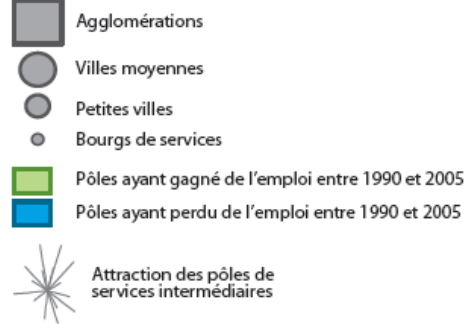 Agglomérations
Villes moyennes
Petites villes
Bourgs de services
Pôles ayant gagné de l'emploi entre 1990 et 2005
Pôles ayant perdu de l'emploi entre 1990 et 2005
Attraction des pôles de
services intermédiaires